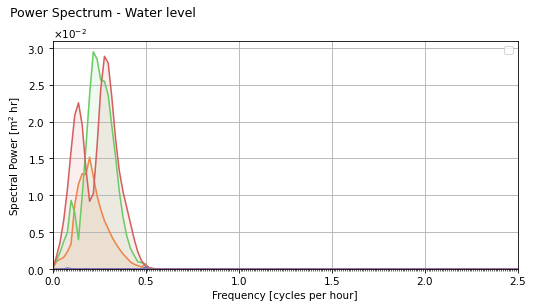 Power Spectrum - Water level
×10⁻²
3.0
2.5
2.0
1.5
1.0
0.5
0.0
Spectral Power [m² hr]
0.0 0.5 1.0 1.5 2.0 2.5
Frequency [cycles per hour]